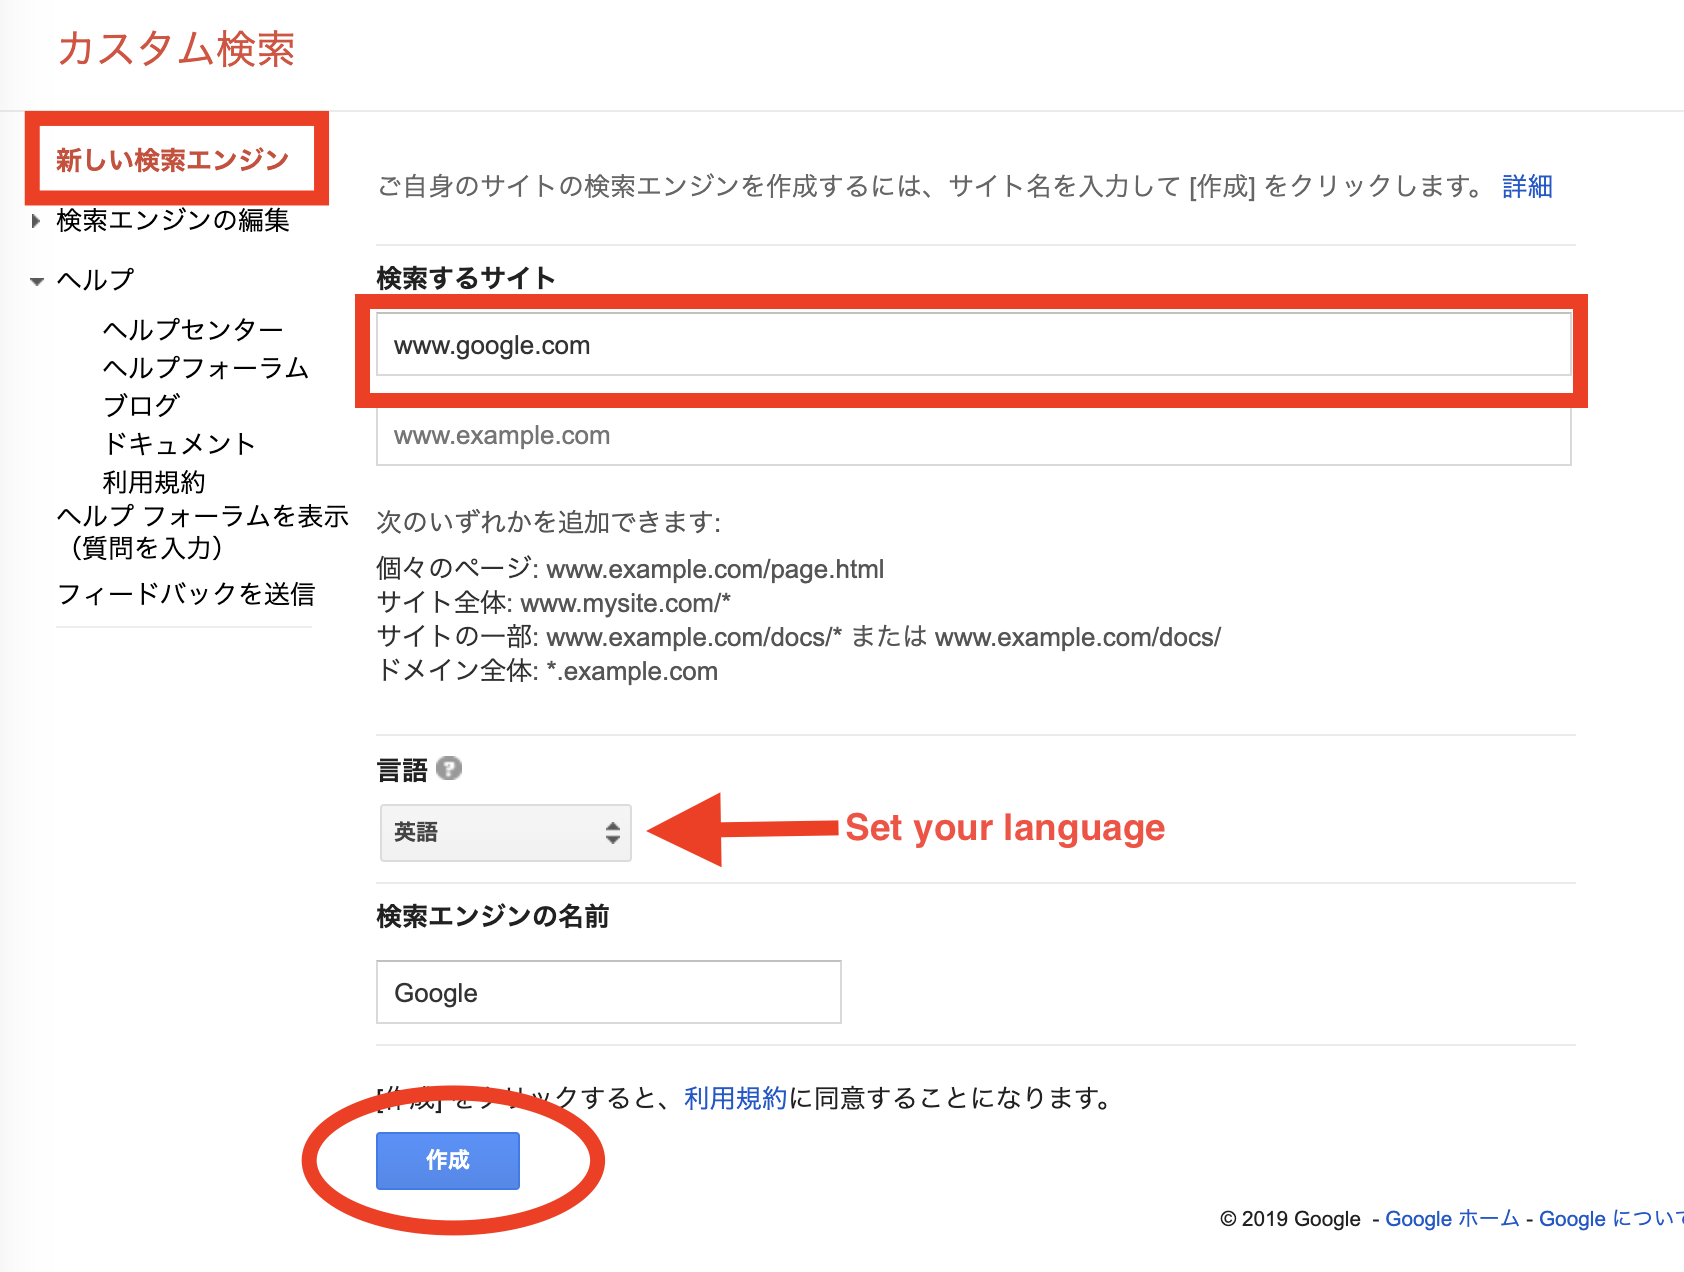 カスタム検索
新しい検索エンジン
検索エンジンの編集
ヘルプ
ヘルプセンター
ヘルプフォーラム
ブログ
ドキュメント
利用規約
ヘルプ フォーラムを表示
（質問を入力）
フィードバックを送信
ご自身のサイトの検索エンジンを作成するには、サイト名を入力して [作成] をクリックします。 詳細
検索するサイト
www.google.com
www.example.com
次のいずれかを追加できます:
個々のページ: www.example.com/page.html
サイト全体: www.mysite.com/*
サイトの一部: www.example.com/docs/* または www.example.com/docs/
ドメイン全体: *.example.com
言語 ?
英語
Set your language
検索エンジンの名前
Google
[作成] をクリックすると、利用規約に同意することになります。
作成
© 2019 Google - Google ホーム - Google につい